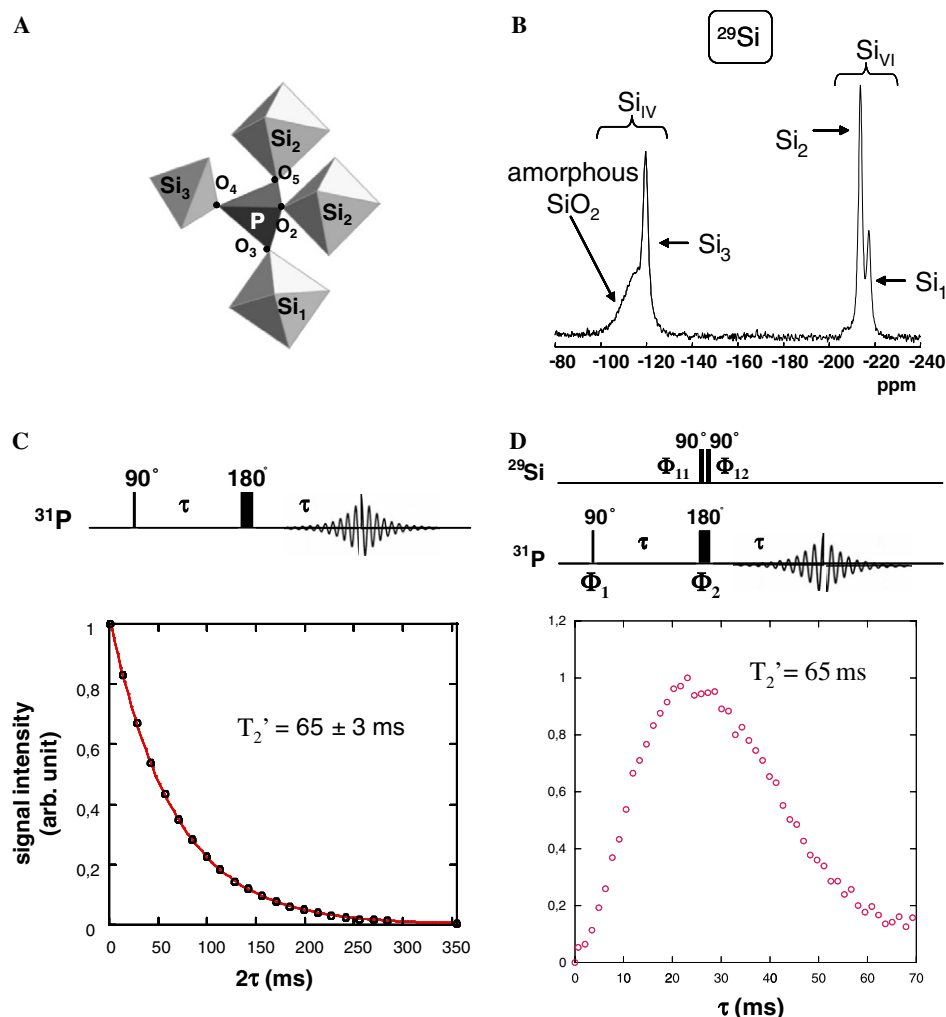 A
Si2
Si3
O4
O5
P
O2
Si2
O3
Si1
B
29Si
SiIV
SiVI
Si2
amorphous
SiO2
Si3
Si1
-80 -100 -120 -140 -160 -180 -200 -220 -240
ppm
C
90° 180°
τ τ
31P
signal intensity
(arb. unit)
1
0,8
0,6
0,4
0,2
0
T2' = 65 ± 3 ms
0 50 100 150 200 250 300 350
2τ (ms)
D
90° 90°
29Si Φ11 Φ12
90° 180°
τ τ
31P
Φ1 Φ2
1,2
1
0,8
0,6
0,4
0,2
0
T2' = 65 ms
0 10 20 30 40 50 60 70
τ (ms)